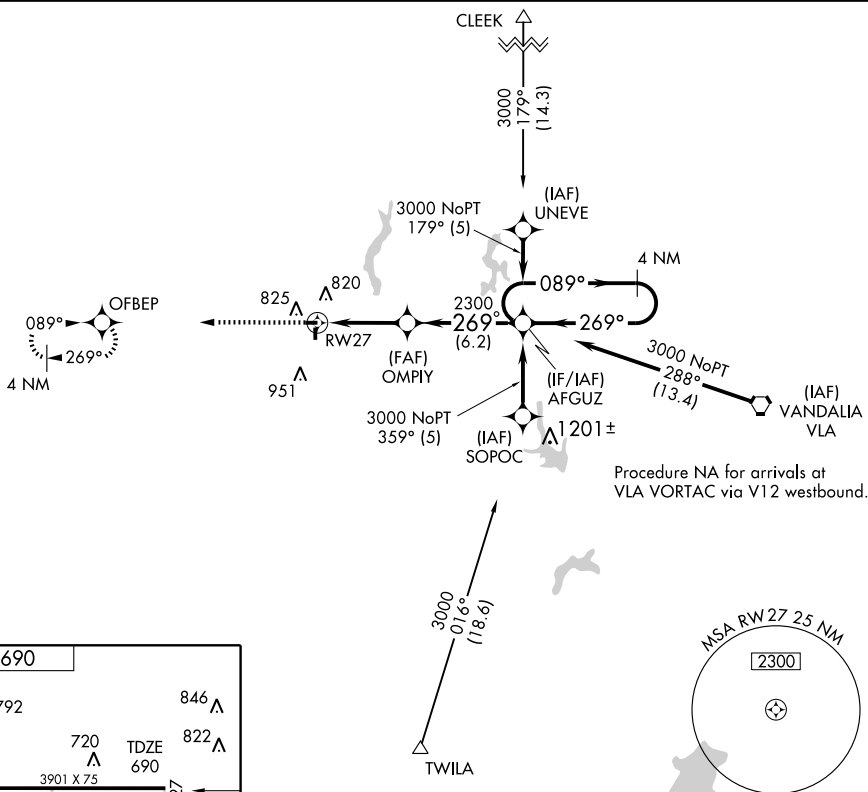 CLEEK
3000
179°
(14.3)
(IAF)
UNEVE
3000 NoPT
179° (5)
4 NM
089°
820
825
OFBEP
089°
269°
4 NM
RW27
2300
269°
(6.2)
269°
(FAF)
OMPIY
(IF/IAF)
AFGUZ
3000 NoPT
288°
(13.4)
(IAF)
VANDALIA
VLA
951
3000 NoPT
359° (5)
(IAF)
SOPOC
1201±
Procedure NA for arrivals at
VLA VORTAC via V12 westbound.
3000
016°
(18.6)
TWILA
MSA RW27 25 NM
2300
690
792
846
720
TDZE
690
822
3901 X 75
27